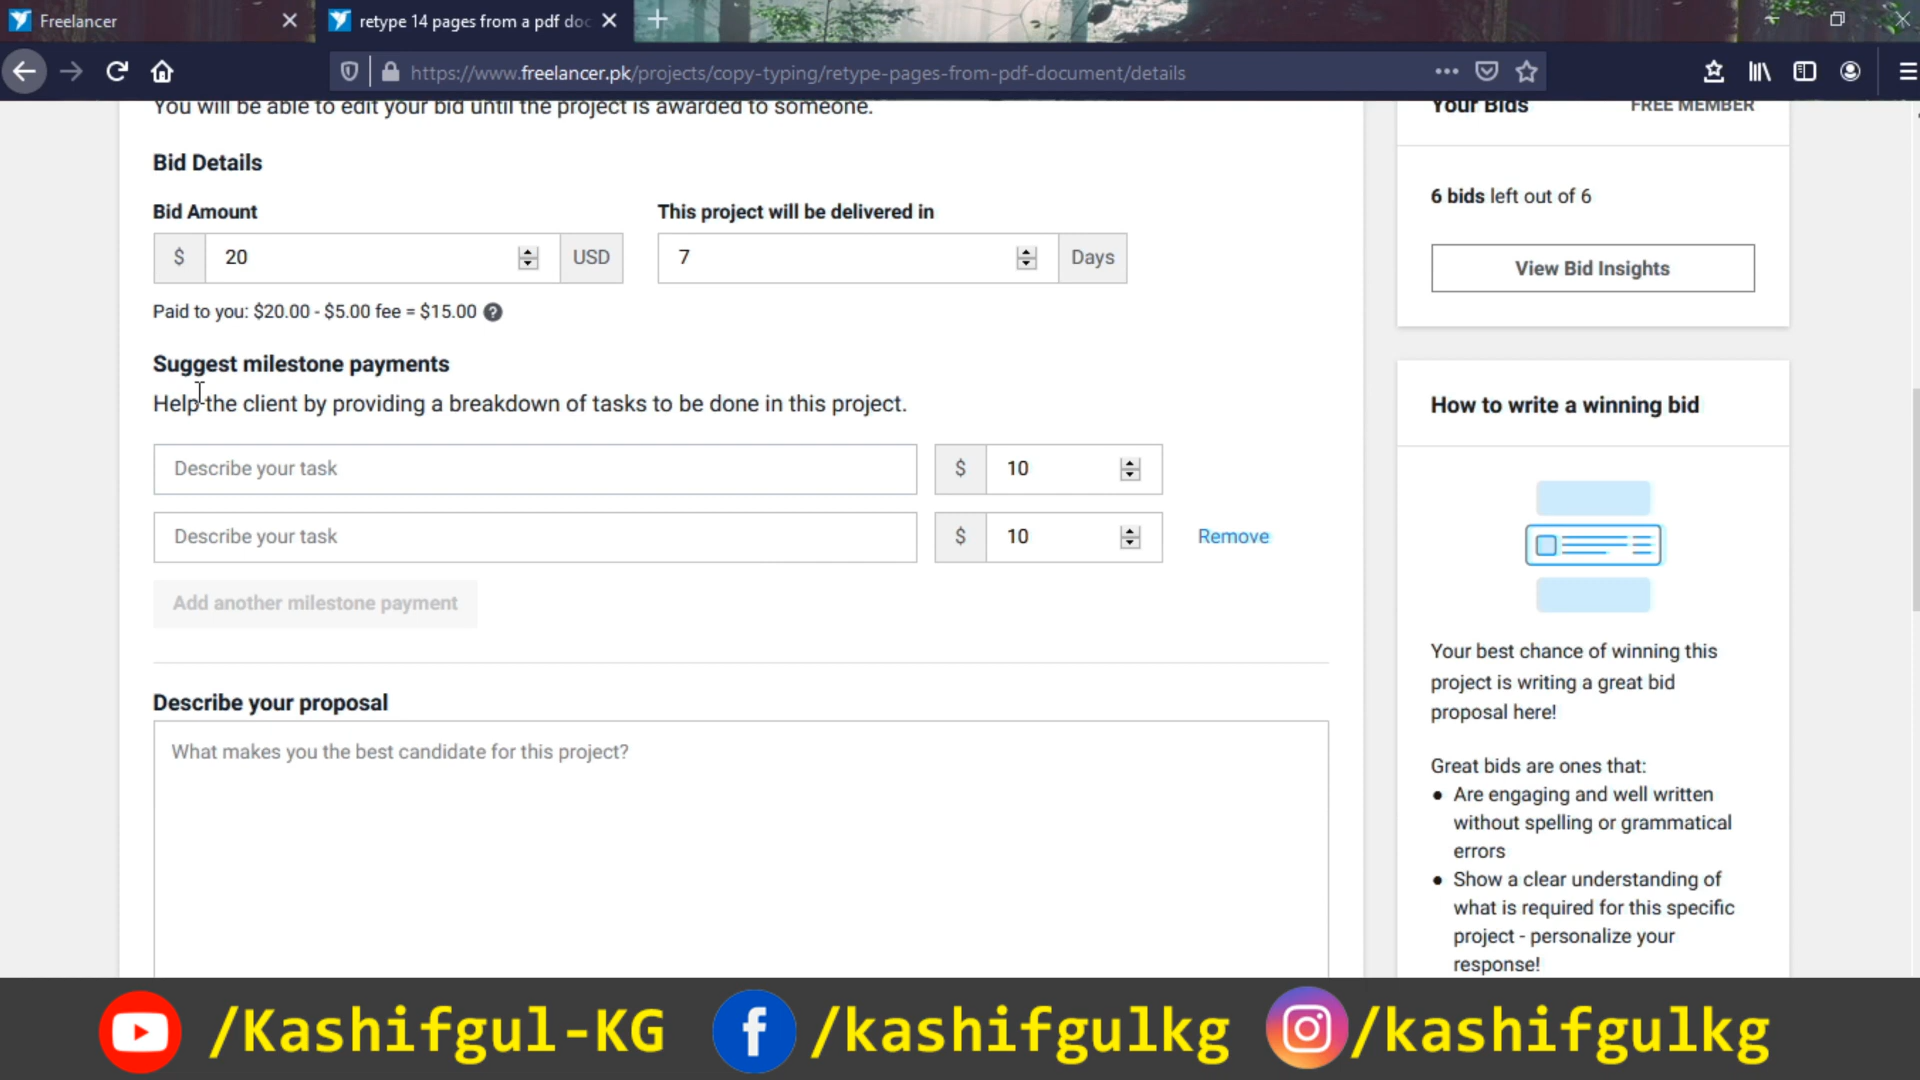 Freelancer
retype 14 pages from a pdf doc
https://www.freelancer.pk/projects/copy-typing/retype-pages-from-pdf-document/details
You will be able to edit your bid until the project is awarded to someone.
Bid Details
Bid Amount
This project will be delivered in
$ 20 USD
7 Days
Paid to you: $20.00 - $5.00 fee = $15.00 ?
Suggest milestone payments
Help the client by providing a breakdown of tasks to be done in this project.
Describe your task $ 10
Describe your task $ 10 Remove
Add another milestone payment
Describe your proposal
What makes you the best candidate for this project?
Your Bids FREE MEMBER
6 bids left out of 6
View Bid Insights
How to write a winning bid
Your best chance of winning this
project is writing a great bid
proposal here!
Great bids are ones that:
● Are engaging and well written
without spelling or grammatical
errors
● Show a clear understanding of
what is required for this specific
project - personalize your
response!
/Kashifgul-KG
/kashifgulkg
/kashifgulkg